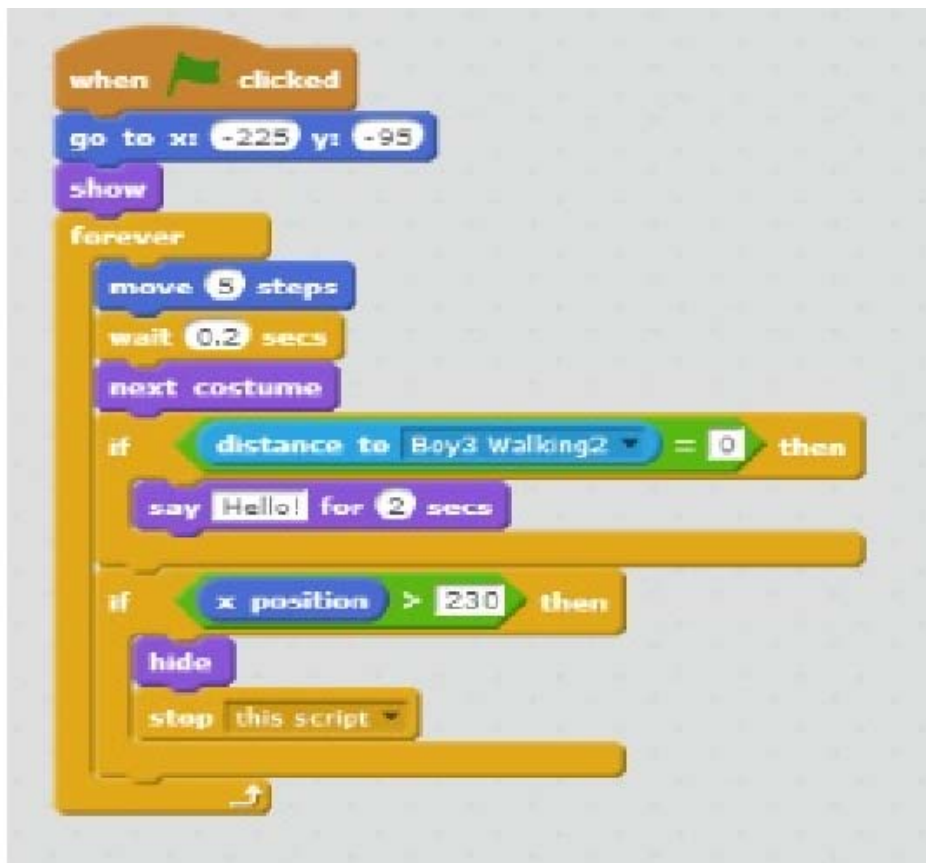 when clicked
go to x: -225 y: -95
show
forever
move 5 steps
wait 0.2 secs
next costume
if distance to Boy3 Walking2 = 0 then
say Hello! for 2 secs
if x position > 230 then
hide
stop this script